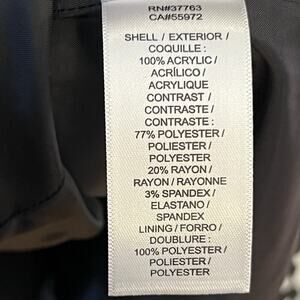 RN#37763
CA#55972
SHELL / EXTERIOR /
COQUILLE :
100% ACRYLIC /
ACRÍLICO /
ACRYLIQUE
CONTRAST /
CONTRASTE /
CONTRASTE :
77% POLYESTER /
POLIESTER /
POLYESTER
20% RAYON /
RAYON / RAYONNE
3% SPANDEX /
ELASTANO /
SPANDEX
LINING / FORRO /
DOUBLURE :
100% POLYESTER /
POLIESTER /
POLYESTER